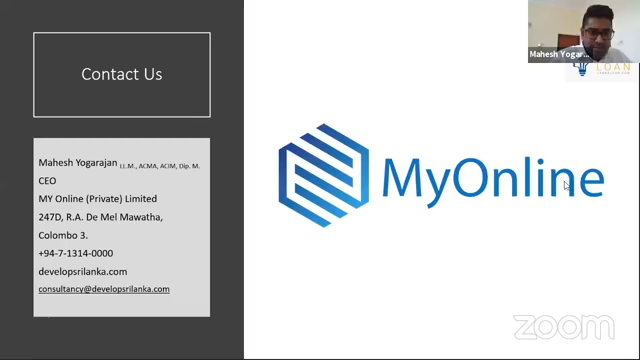 Contact Us
Mahesh Yogarajan LL.M., ACMA, ACIM, Dip. M.
CEO
MY Online (Private) Limited
247D, R.A. De Mel Mawatha,
Colombo 3.
+94-7-1314-0000
developsrilanka.com
consultancy@developsrilanka.com
MyOnline
Mahesh Yogar...
LOAN
zoom